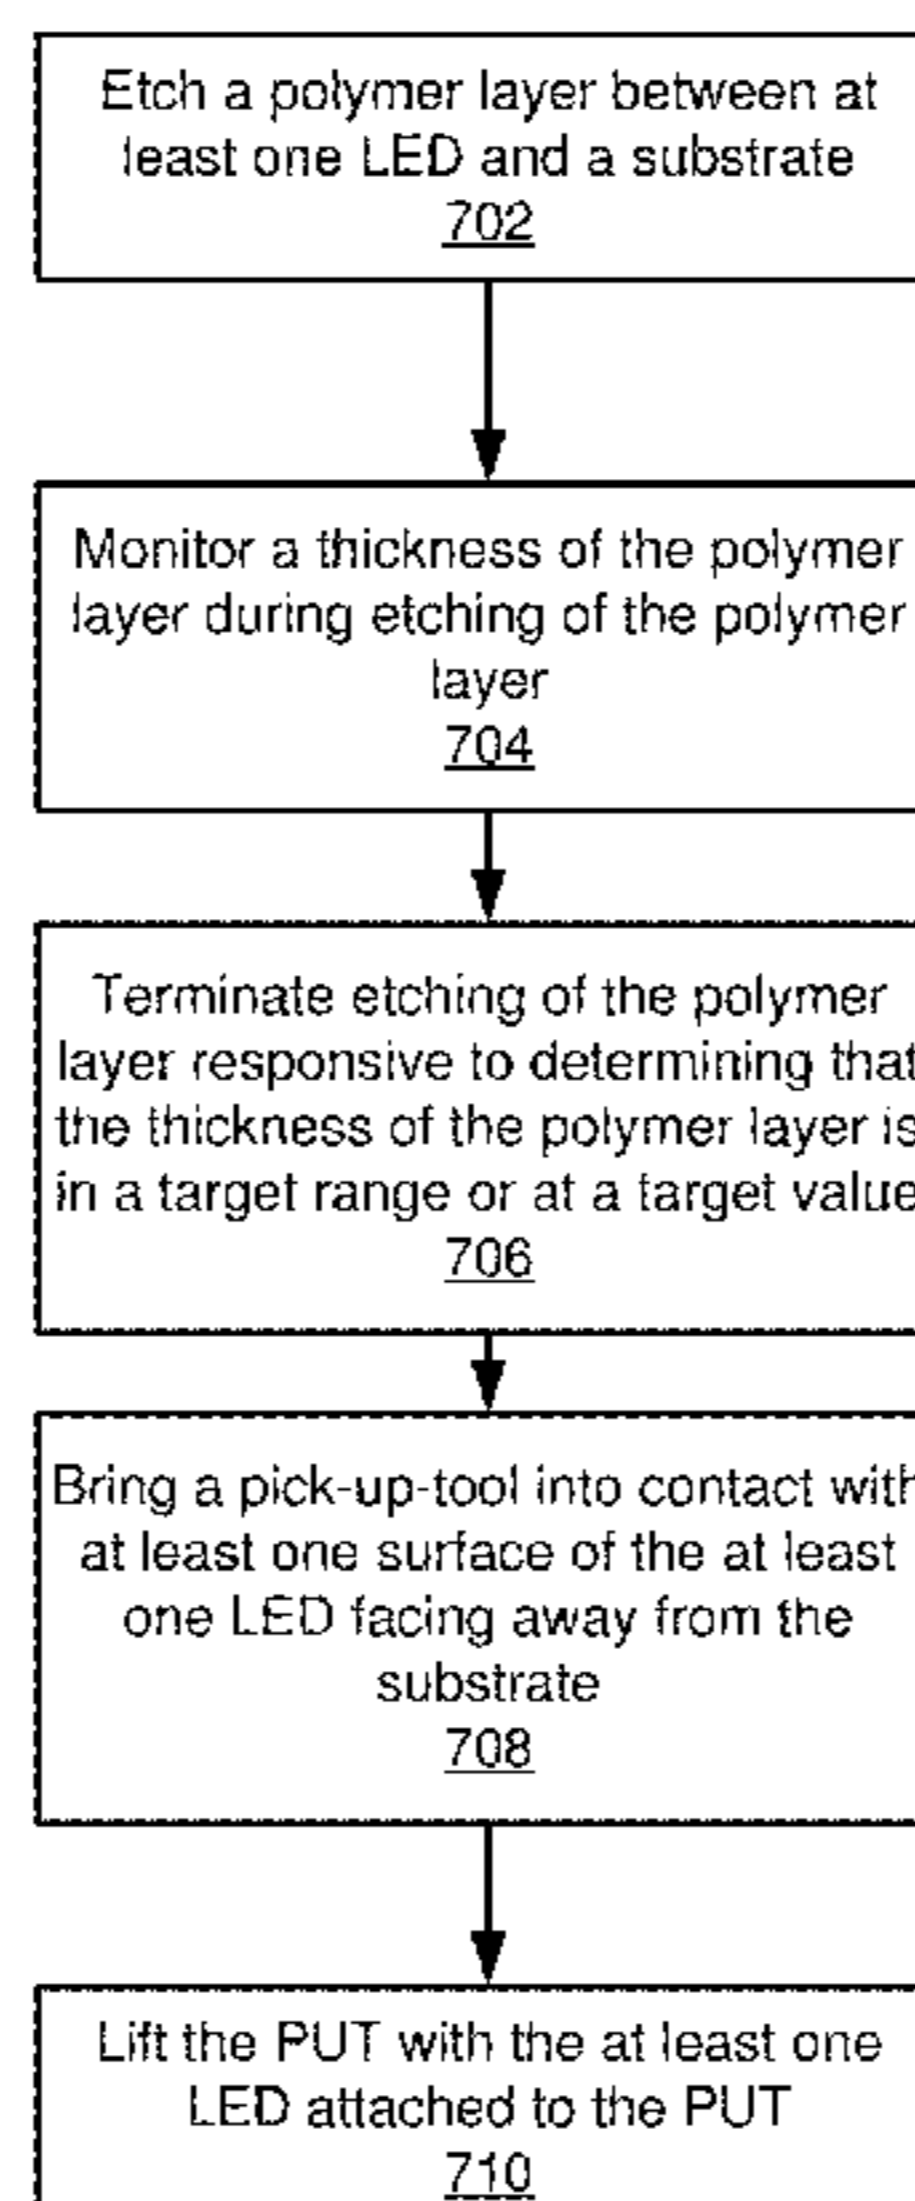 Etch a polymer layer between at
least one LED and a substrate
702
Monitor a thickness of the polymer
layer during etching of the polymer
layer
704
Terminate etching of the polymer
layer responsive to determining that
the thickness of the polymer layer is
in a target range or at a target value
706
Bring a pick-up-tool into contact with
at least one surface of the at least
one LED facing away from the
substrate
708
Lift the PUT with the at least one
LED attached to the PUT
710